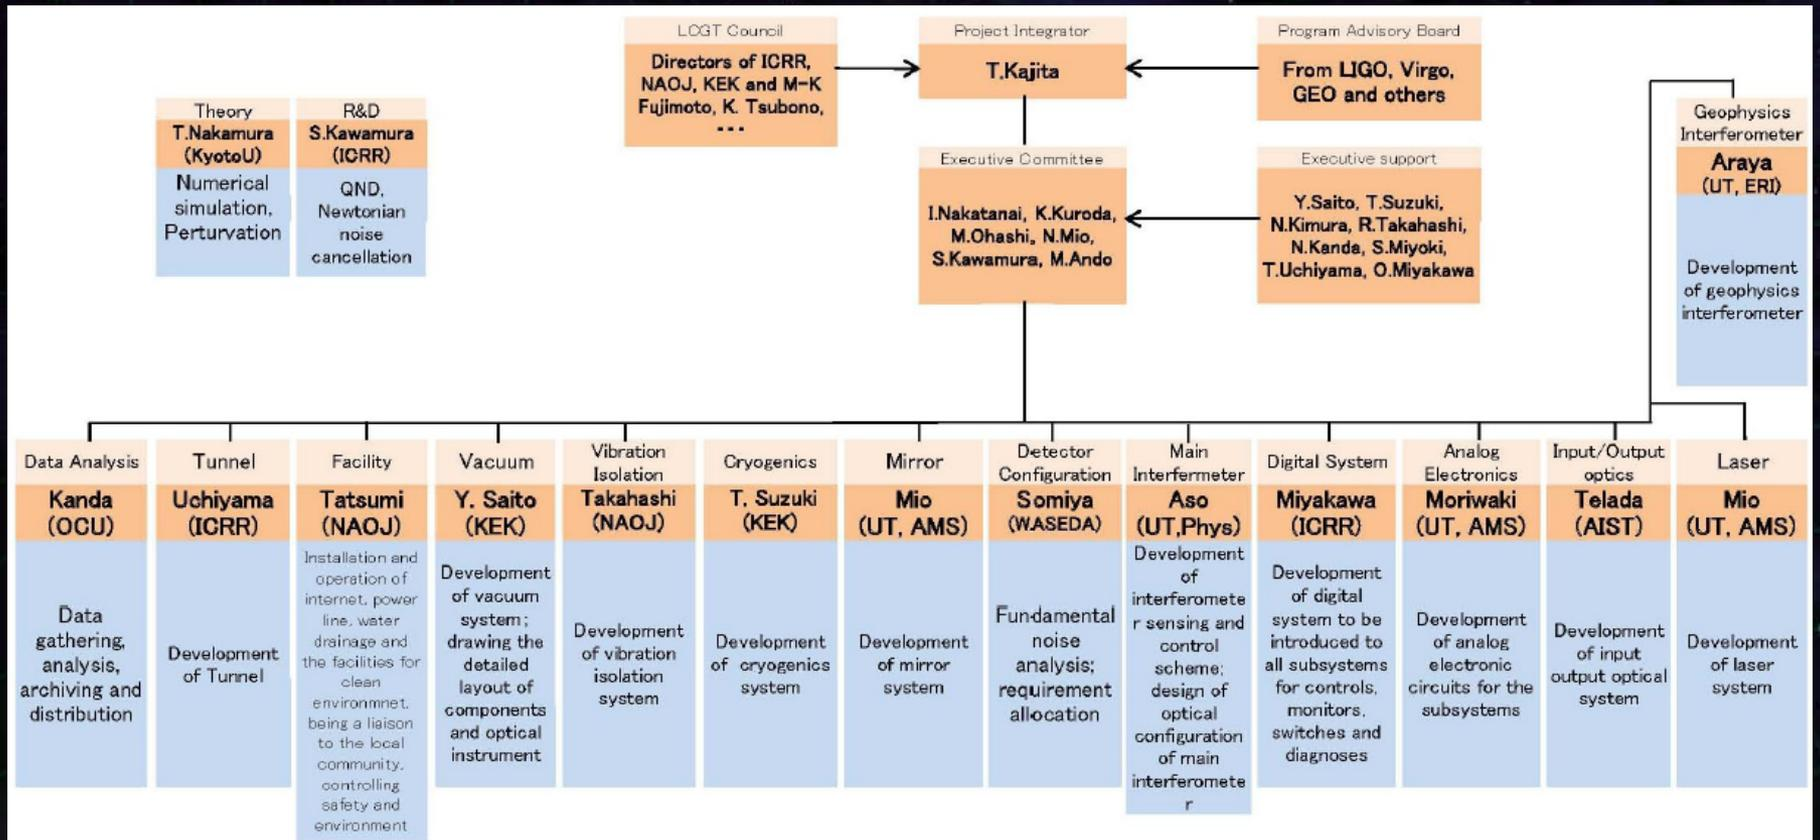 LCGT Council
Directors of ICRR,
NAOJ, KEK and M-K
Fujimoto, K. Tsubono,
...
Project Integrator
T.Kajita
Program Advisory Board
From LIGO, Virgo,
GEO and others
Theory
T.Nakamura
(KyotoU)
Numerical
simulation,
Perturvation
R&D
S.Kawamura
(ICRR)
QND,
Newtonian
noise
cancellation
Executive Committee
I.Nakatanai, K.Kuroda,
M.Ohashi, N.Mio,
S.Kawamura, M.Ando
Executive support
Y.Saito, T.Suzuki,
N.Kimura, R.Takahashi,
N.Kanda, S.Miyoki,
T.Uchiyama, O.Miyakawa
Geophysics
Interferometer
Araya
(UT, ERI)
Development
of geophysics
interferometer
Data Analysis
Kanda
(OCU)
Data
gathering,
analysis,
archiving and
distribution
Tunnel
Uchiyama
(ICRR)
Development
of Tunnel
Facility
Tatsumi
(NAOJ)
Installation and
operation of
internet, power
line, water
drainage and
the facilities for
clean
environmnet,
being a liaison
to the local
community,
controlling
safety and
environment
Vacuum
Y. Saito
(KEK)
Development
of vacuum
system;
drawing the
detailed
layout of
components
and optical
instrument
Vibration
Isolation
Takahashi
(NAOJ)
Development
of vibration
isolation
system
Cryogenics
T. Suzuki
(KEK)
Development
of cryogenics
system
Mirror
Mio
(UT, AMS)
Development
of mirror
system
Detector
Configuration
Somiya
(WASEDA)
Fundamental
noise
analysis;
requirement
allocation
Main
Interfermeter
Aso
(UT,Phys)
Development
of
interferomete
r sensing and
control
scheme;
design of
optical
configuration
of main
interferomete
r
Digital System
Miyakawa
(ICRR)
Development
of digital
system to be
introduced to
all subsystems
for controls,
monitors,
switches and
diagnoses
Analog
Electronics
Moriwaki
(UT, AMS)
Development
of analog
electronic
circuits for the
subsystems
Input/Output
optics
Telada
(AIST)
Development
of input
output optical
system
Laser
Mio
(UT, AMS)
Development
of laser
system